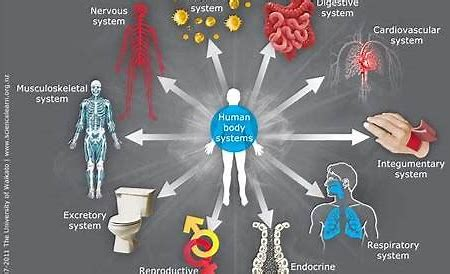 Nervous
system
system
Digestive
system
Cardiovascular
system
Musculoskeletal
system
Human
body
systems
Integumentary
system
Excretory
system
Respiratory
system
Reproductive
Endocrine
7-2011 The University of Waikato | www.sciencelearn.org.nz